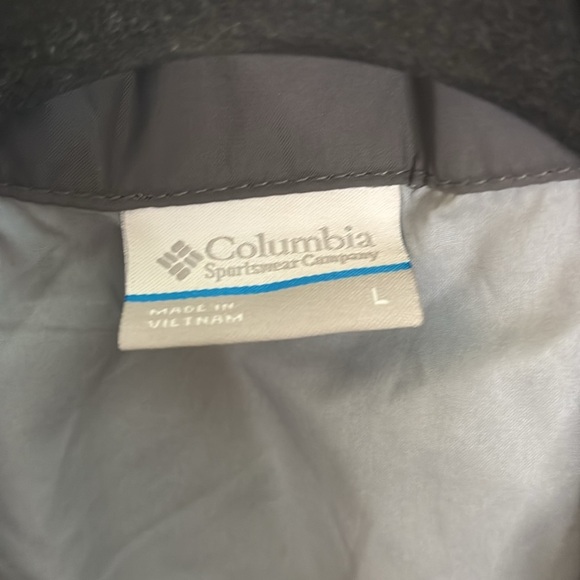 Columbia
Sportswear Company
MADE IN
VIETNAM
L